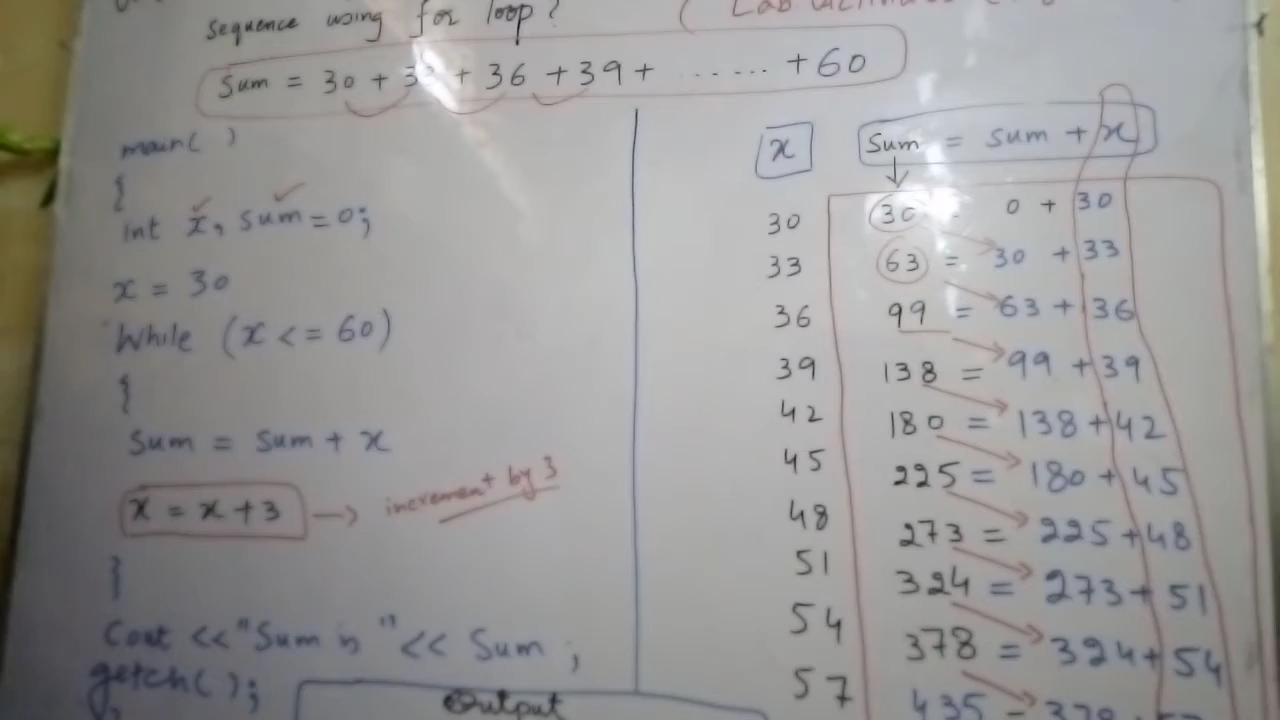 sequence using for loop?
Sum = 30 + 33 + 36 + 39 + ...... + 60
main( )
{
int x, sum = 0;
x = 30
While (x <= 60)
{
Sum = Sum + x
x = x + 3 → increment by 3
}
Cout << "Sum is " << Sum ;
getch( );
Output
x Sum = sum + x
30 30 = 0 + 30
33 63 = 30 + 33
36 99 = 63 + 36
39 138 = 99 + 39
42 180 = 138 + 42
45 225 = 180 + 45
48 273 = 225 + 48
51 324 = 273 + 51
54 378 = 324 + 54
57 435 = 378